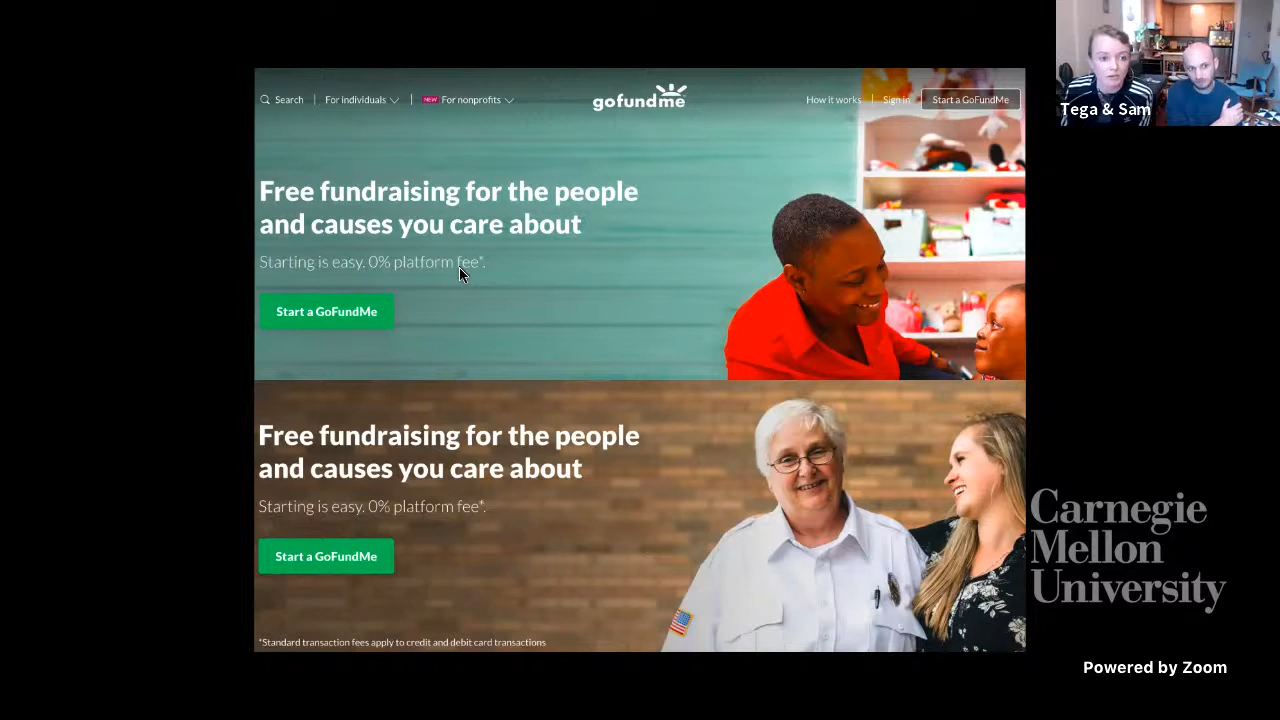 Search
For individuals
NEW For nonprofits
gofundme
How it works
Sign in
Start a GoFundMe
Free fundraising for the people
and causes you care about
Starting is easy. 0% platform fee*.
Start a GoFundMe
Free fundraising for the people
and causes you care about
Starting is easy. 0% platform fee*.
Start a GoFundMe
*Standard transaction fees apply to credit and debit card transactions
Tega & Sam
Carnegie
Mellon
University
Powered by Zoom